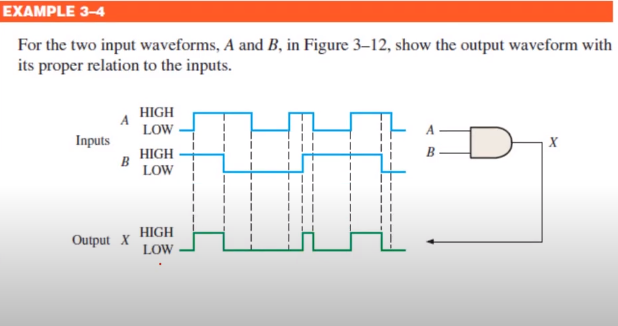 EXAMPLE 3–4
For the two input waveforms, A and B, in Figure 3–12, show the output waveform with
its proper relation to the inputs.
Inputs
A HIGH
LOW
B HIGH
LOW
A
B
X
Output X HIGH
LOW